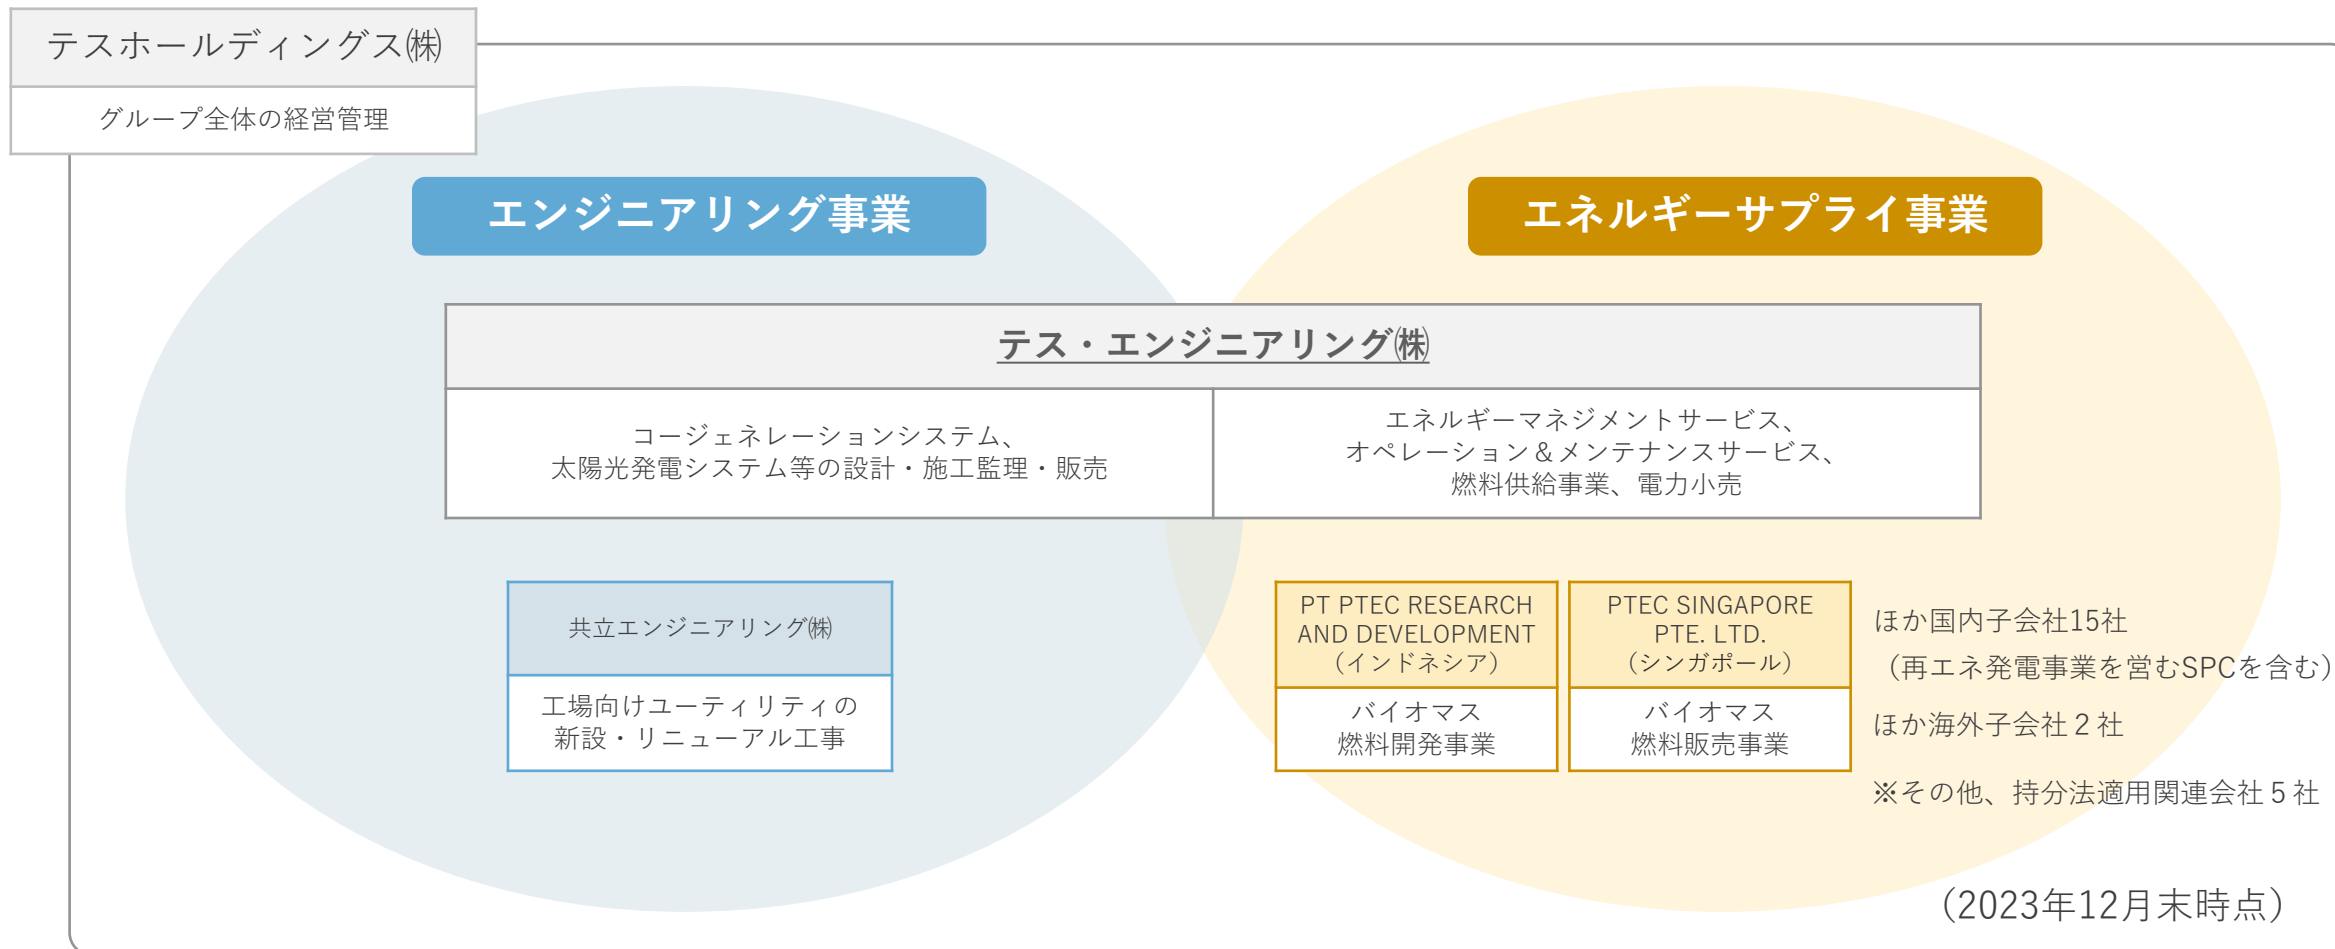 テスホールディングス㈱
グループ全体の経営管理
エンジニアリング事業
エネルギーサプライ事業
テス・エンジニアリング㈱
コージェネレーションシステム、
太陽光発電システム等の設計・施工監理・販売
エネルギーマネジメントサービス、
オペレーション＆メンテナンスサービス、
燃料供給事業、電力小売
共立エンジニアリング㈱
工場向けユーティリティの
新設・リニューアル工事
PT PTEC RESEARCH
AND DEVELOPMENT
（インドネシア）
バイオマス
燃料開発事業
PTEC SINGAPORE
PTE. LTD.
（シンガポール）
バイオマス
燃料販売事業
ほか国内子会社15社
（再エネ発電事業を営むSPCを含む）
ほか海外子会社２社
※その他、持分法適用関連会社５社
（2023年12月末時点）